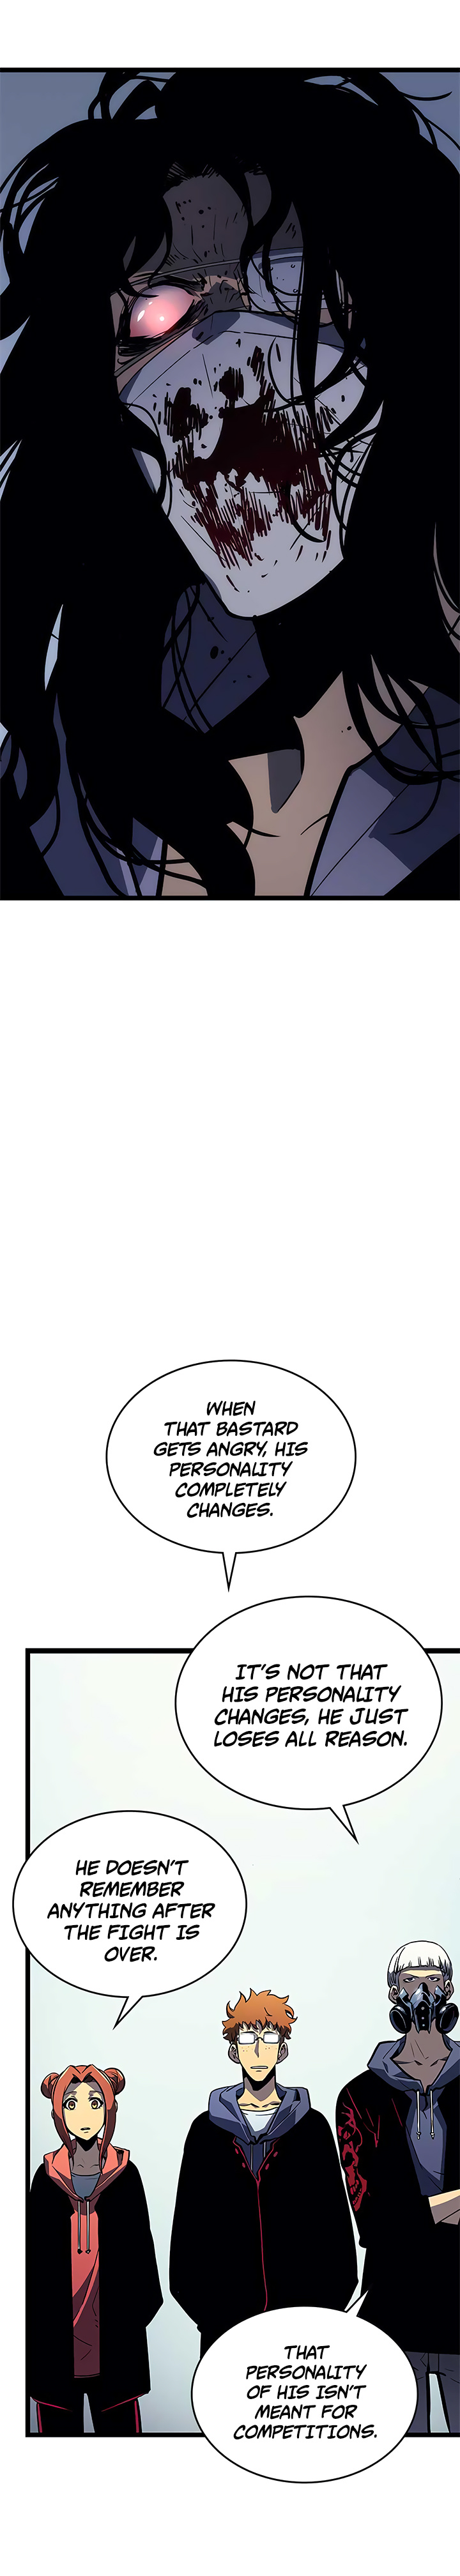 WHEN
THAT BASTARD
GETS ANGRY, HIS
PERSONALITY
COMPLETELY
CHANGES.
IT'S NOT THAT
HIS PERSONALITY
CHANGES, HE JUST
LOSES ALL REASON.
HE DOESN'T
REMEMBER
ANYTHING AFTER
THE FIGHT IS
OVER.
THAT
PERSONALITY
OF HIS ISN'T
MEANT FOR
COMPETITIONS.